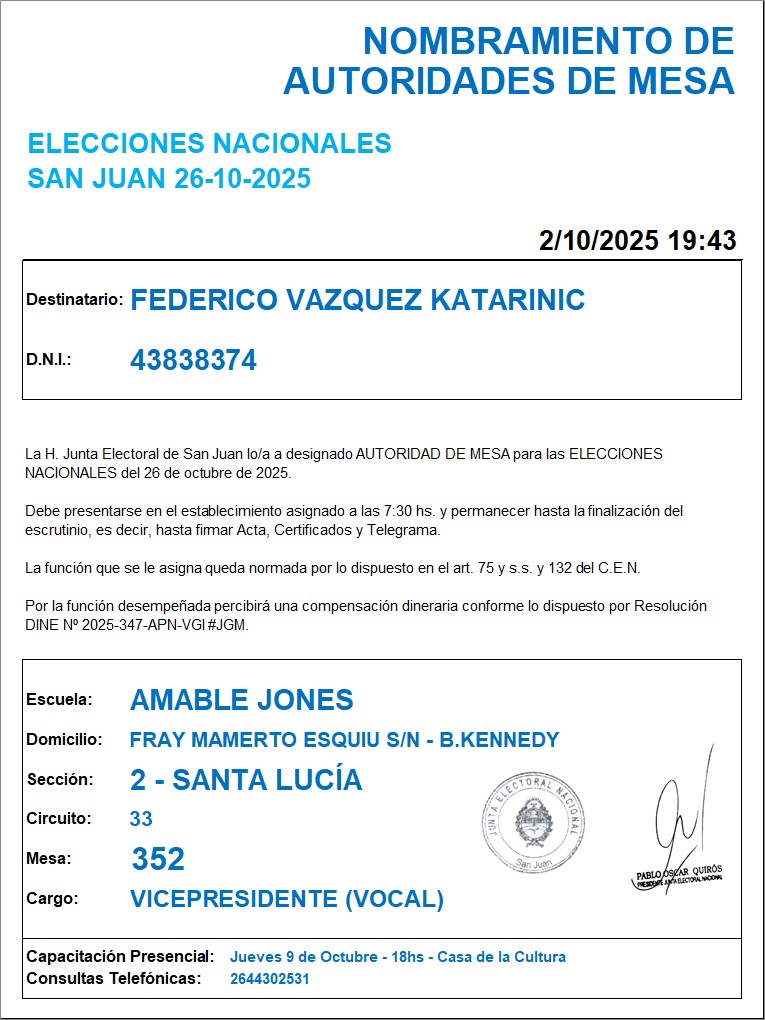 NOMBRAMIENTO DE
AUTORIDADES DE MESA
ELECCIONES NACIONALES
SAN JUAN 26-10-2025
2/10/2025 19:43
Destinatario: FEDERICO VAZQUEZ KATARINIC
D.N.I.: 43838374
La H. Junta Electoral de San Juan lo/a a designado AUTORIDAD DE MESA para las ELECCIONES
NACIONALES del 26 de octubre de 2025.
Debe presentarse en el establecimiento asignado a las 7:30 hs. y permanecer hasta la finalización del
escrutinio, es decir, hasta firmar Acta, Certificados y Telegrama.
La función que se le asigna queda normada por lo dispuesto en el art. 75 y s.s. y 132 del C.E.N.
Por la función desempeñada percibirá una compensación dineraria conforme lo dispuesto por Resolución
DINE Nº 2025-347-APN-VGI#JGM.
Escuela: AMABLE JONES
Domicilio: FRAY MAMERTO ESQUIU S/N - B.KENNEDY
Sección: 2 - SANTA LUCÍA
Circuito: 33
Mesa: 352
Cargo: VICEPRESIDENTE (VOCAL)
JUNTA ELECTORAL NACIONAL
San Juan
PABLO OSCAR QUIRÓS
PRESIDENTE JUNTA ELECTORAL NACIONAL
Capacitación Presencial: Jueves 9 de Octubre - 18hs - Casa de la Cultura
Consultas Telefónicas: 2644302531